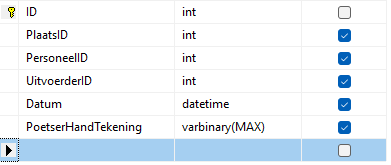 ID int
PlaatsID int
PersoneelID int
UitvoerderID int
Datum datetime
PoetserHandTekening varbinary(MAX)